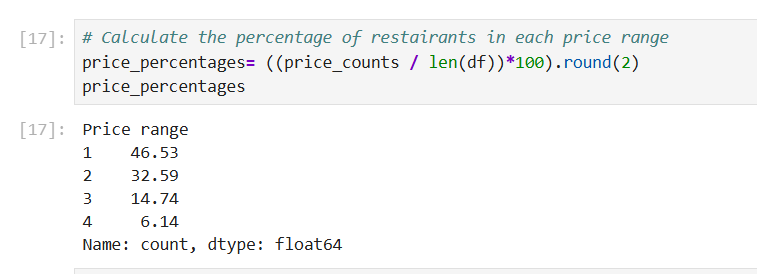 [17]: # Calculate the percentage of restairants in each price range
price_percentages= ((price_counts / len(df))*100).round(2)
price_percentages
[17]: Price range
1    46.53
2    32.59
3    14.74
4     6.14
Name: count, dtype: float64